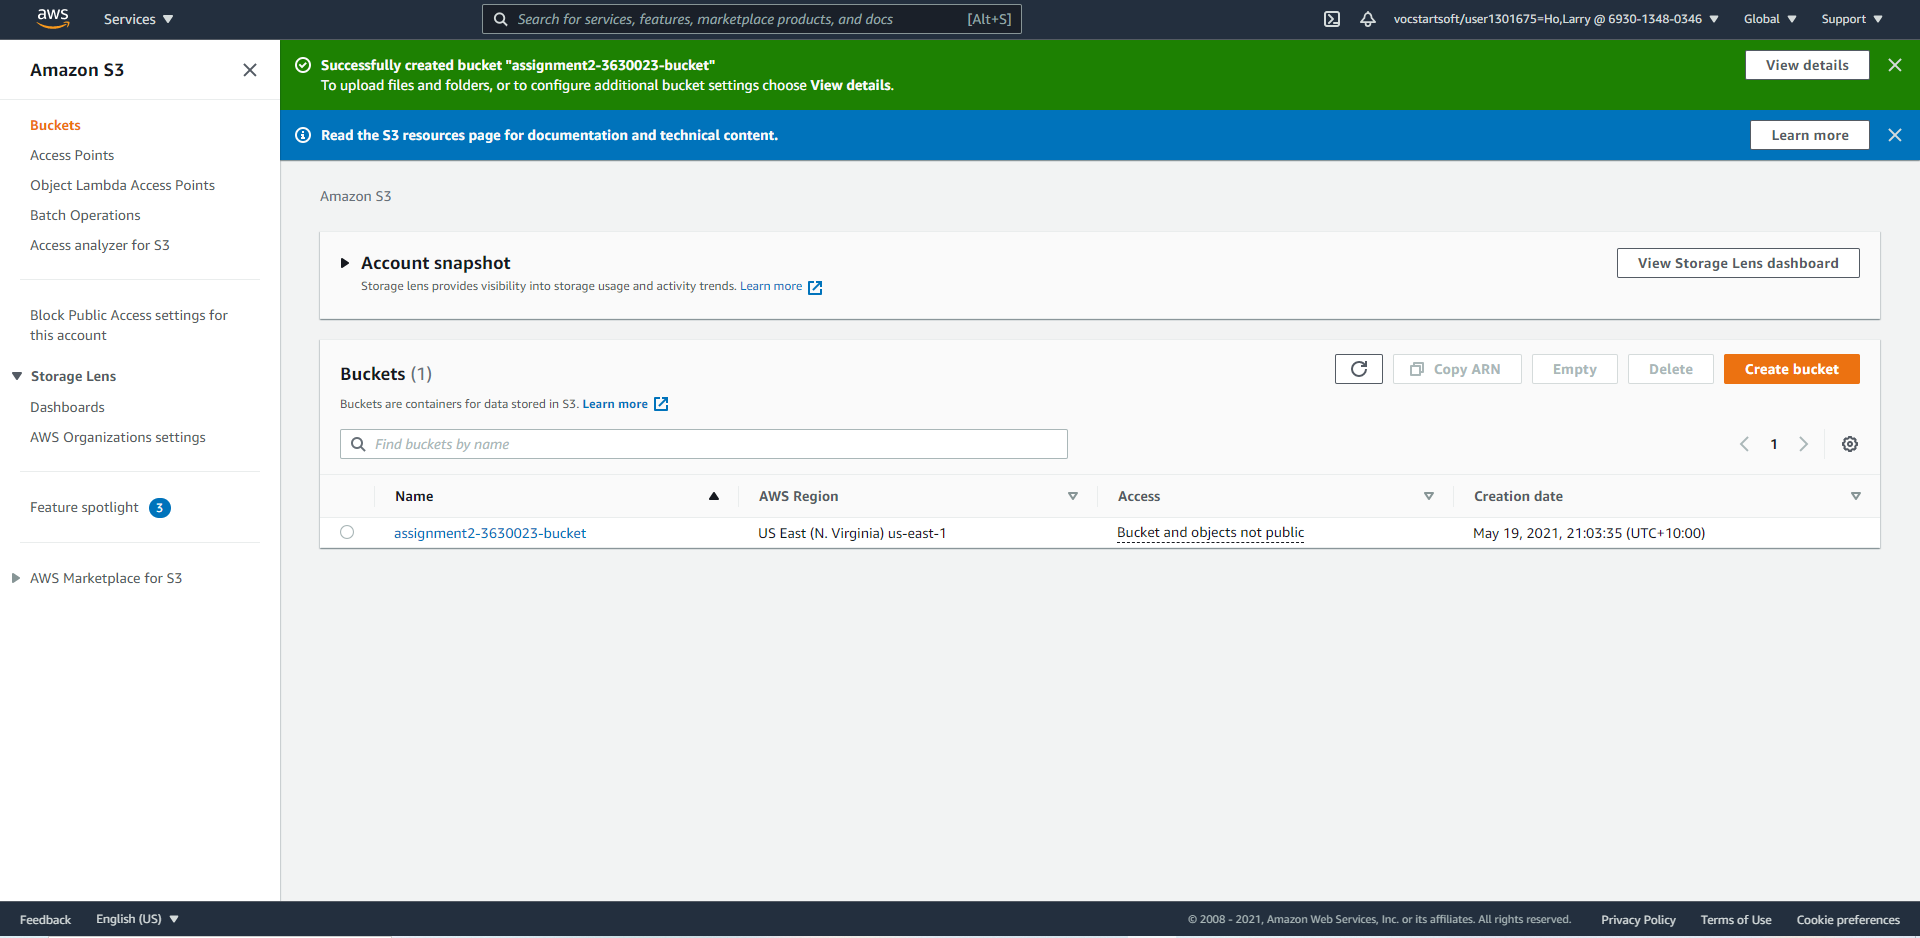 aws
Services
Search for services, features, marketplace products, and docs
[Alt+S]
vocstartsoft/user1301675=Ho,Larry @ 6930-1348-0346
Global
Support
Amazon S3
Buckets
Access Points
Object Lambda Access Points
Batch Operations
Access analyzer for S3
Block Public Access settings for
this account
Storage Lens
Dashboards
AWS Organizations settings
Feature spotlight 3
AWS Marketplace for S3
Successfully created bucket "assignment2-3630023-bucket"
To upload files and folders, or to configure additional bucket settings choose View details.
View details
Read the S3 resources page for documentation and technical content.
Learn more
Amazon S3
Account snapshot
Storage lens provides visibility into storage usage and activity trends. Learn more
View Storage Lens dashboard
Buckets (1)
Buckets are containers for data stored in S3. Learn more
Copy ARN
Empty
Delete
Create bucket
Find buckets by name
1
Name
AWS Region
Access
Creation date
assignment2-3630023-bucket
US East (N. Virginia) us-east-1
Bucket and objects not public
May 19, 2021, 21:03:35 (UTC+10:00)
Feedback
English (US)
© 2008 - 2021, Amazon Web Services, Inc. or its affiliates. All rights reserved.
Privacy Policy
Terms of Use
Cookie preferences